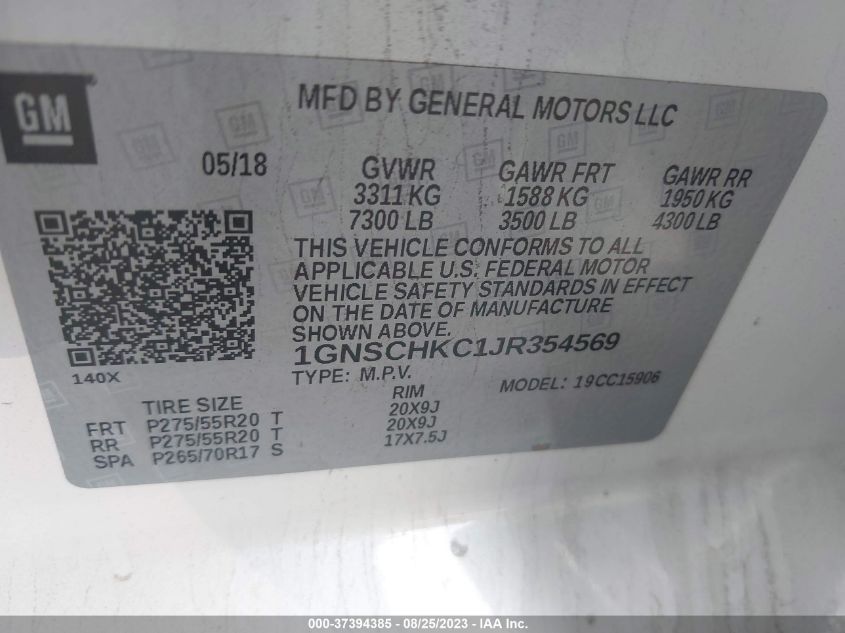 GM
MFD BY GENERAL MOTORS LLC
05/18
GVWR GAWR FRT GAWR RR
3311 KG 1588 KG 1950 KG
7300 LB 3500 LB 4300 LB
THIS VEHICLE CONFORMS TO ALL
APPLICABLE U.S. FEDERAL MOTOR
VEHICLE SAFETY STANDARDS IN EFFECT
ON THE DATE OF MANUFACTURE
SHOWN ABOVE.
1GNSCHKC1JR354569
140X
TYPE: M.P.V. MODEL: 19CC15906
TIRE SIZE RIM
FRT P275/55R20 T 20X9J
RR P275/55R20 T 20X9J
SPA P265/70R17 S 17X7.5J
000-37394385 - 08/25/2023 - IAA Inc.